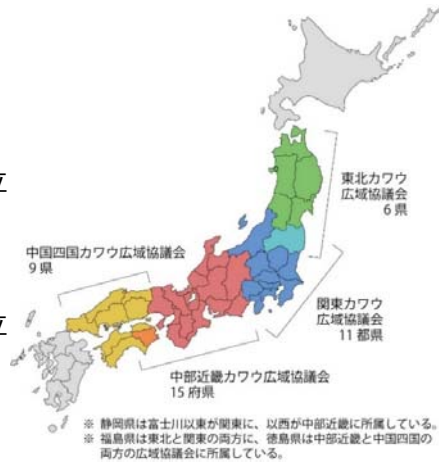 東北カワウ
広域協議会
6県
中国四国カワウ広域協議会
9県
関東カワウ
広域協議会
11都県
中部近畿カワウ広域協議会
15府県
※ 静岡県は富士川以東が関東に、以西が中部近畿に所属している。
※ 福島県は東北と関東の両方に、徳島県は中部近畿と中国四国の
両方の広域協議会に所属している。